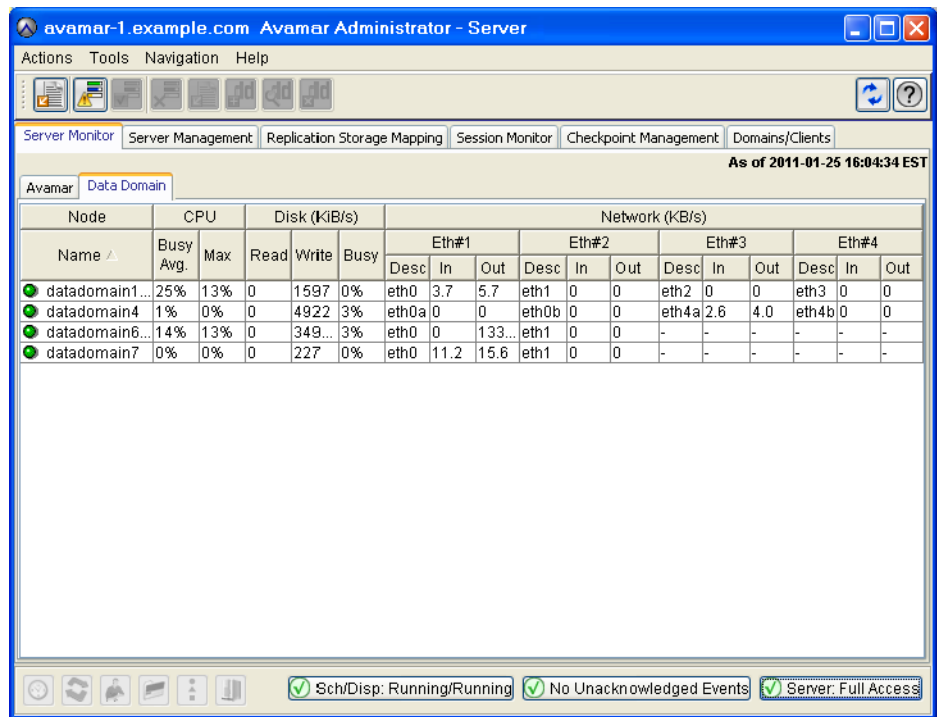 avamar-1.example.com Avamar Administrator - Server
Actions Tools Navigation Help
Server Monitor Server Management Replication Storage Mapping Session Monitor Checkpoint Management Domains/Clients
As of 2011-01-25 16:04:34 EST
Avamar Data Domain
Node CPU Disk (KiB/s) Network (KB/s)
Name Busy Avg. Max Read Write Busy Eth#1 Eth#2 Eth#3 Eth#4
Desc In Out Desc In Out Desc In Out Desc In Out
datadomain1... 25% 13% 0 1597 0% eth0 3.7 5.7 eth1 0 0 eth2 0 0 eth3 0 0
datadomain4 1% 0% 0 4922 3% eth0a 0 0 eth0b 0 0 eth4a 2.6 4.0 eth4b 0 0
datadomain6... 14% 13% 0 349... 3% eth0 0 133... eth1 0 0 - - - - - -
datadomain7 0% 0% 0 227 0% eth0 11.2 15.6 eth1 0 0 - - - - - -
Sch/Disp: Running/Running No Unacknowledged Events Server: Full Access